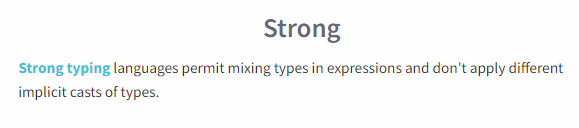 Strong
Strong typing languages permit mixing types in expressions and don't apply different
implicit casts of types.